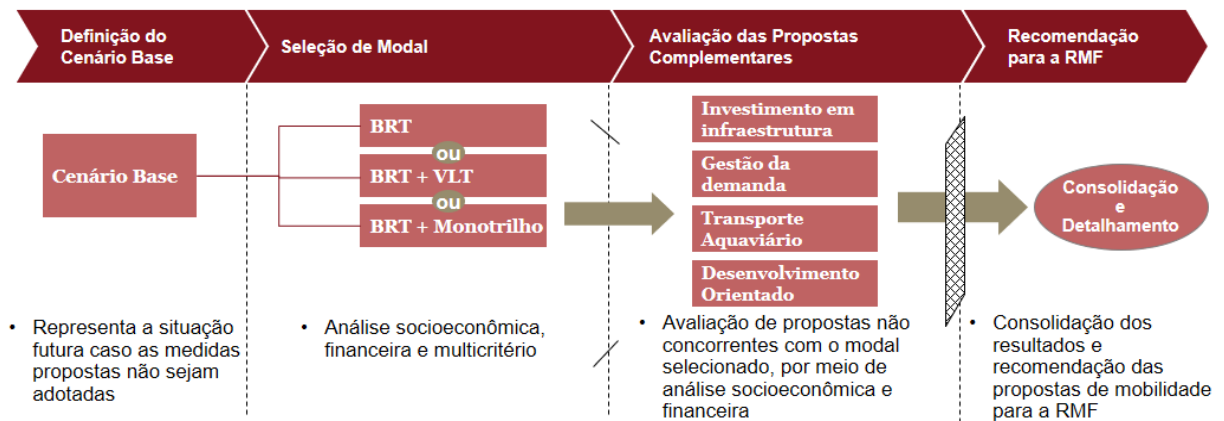 Definição do
Cenário Base
Seleção de Modal
Avaliação das Propostas
Complementares
Recomendação
para a RMF
Cenário Base
BRT
ou
BRT + VLT
ou
BRT + Monotrilho
Investimento em
infraestrutura
Gestão da
demanda
Transporte
Aquaviário
Desenvolvimento
Orientado
Consolidação
e
Detalhamento
• Representa a situação
futura caso as medidas
propostas não sejam
adotadas
• Análise socioeconômica,
financeira e multicritério
• Avaliação de propostas não
concorrentes com o modal
selecionado, por meio de
análise socioeconômica e
financeira
• Consolidação dos
resultados e
recomendação das
propostas de mobilidade
para a RMF